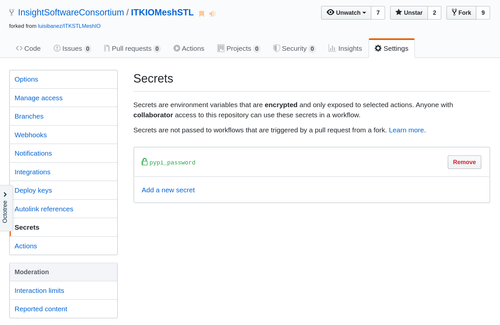 InsightSoftwareConsortium / ITKIOMeshSTL
Unwatch 7 Unstar 2 Fork 9
forked from luisibanez/ITKSTLMeshIO
Code Issues 0 Pull requests 0 Actions Projects 0 Security 0 Insights Settings
Options
Manage access
Branches
Webhooks
Notifications
Integrations
Deploy keys
Autolink references
Secrets
Actions
Moderation
Interaction limits
Reported content
Octotree
Secrets
Secrets are environment variables that are encrypted and only exposed to selected actions. Anyone with
collaborator access to this repository can use these secrets in a workflow.
Secrets are not passed to workflows that are triggered by a pull request from a fork. Learn more.
pypi_password Remove
Add a new secret